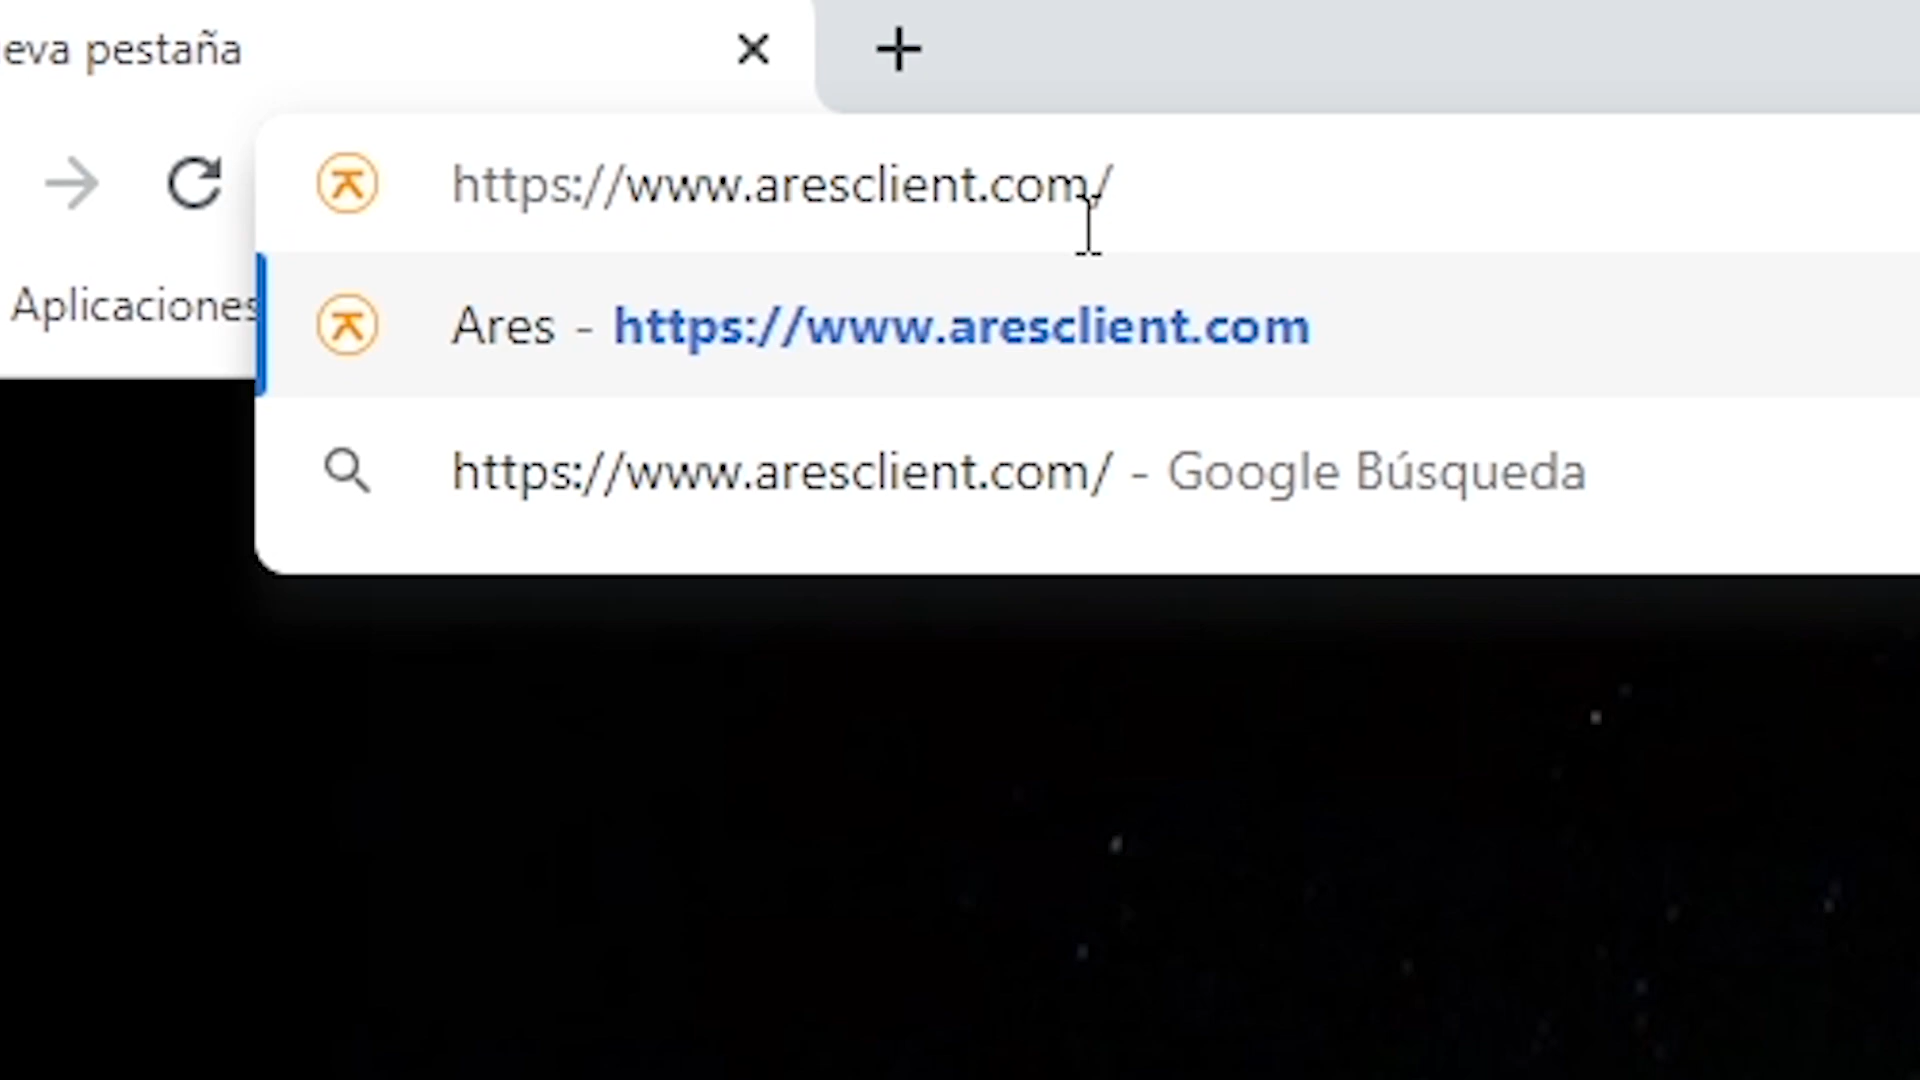 eva pestaña
https://www.aresclient.com/
Aplicaciones
Ares - https://www.aresclient.com
https://www.aresclient.com/ - Google Búsqueda